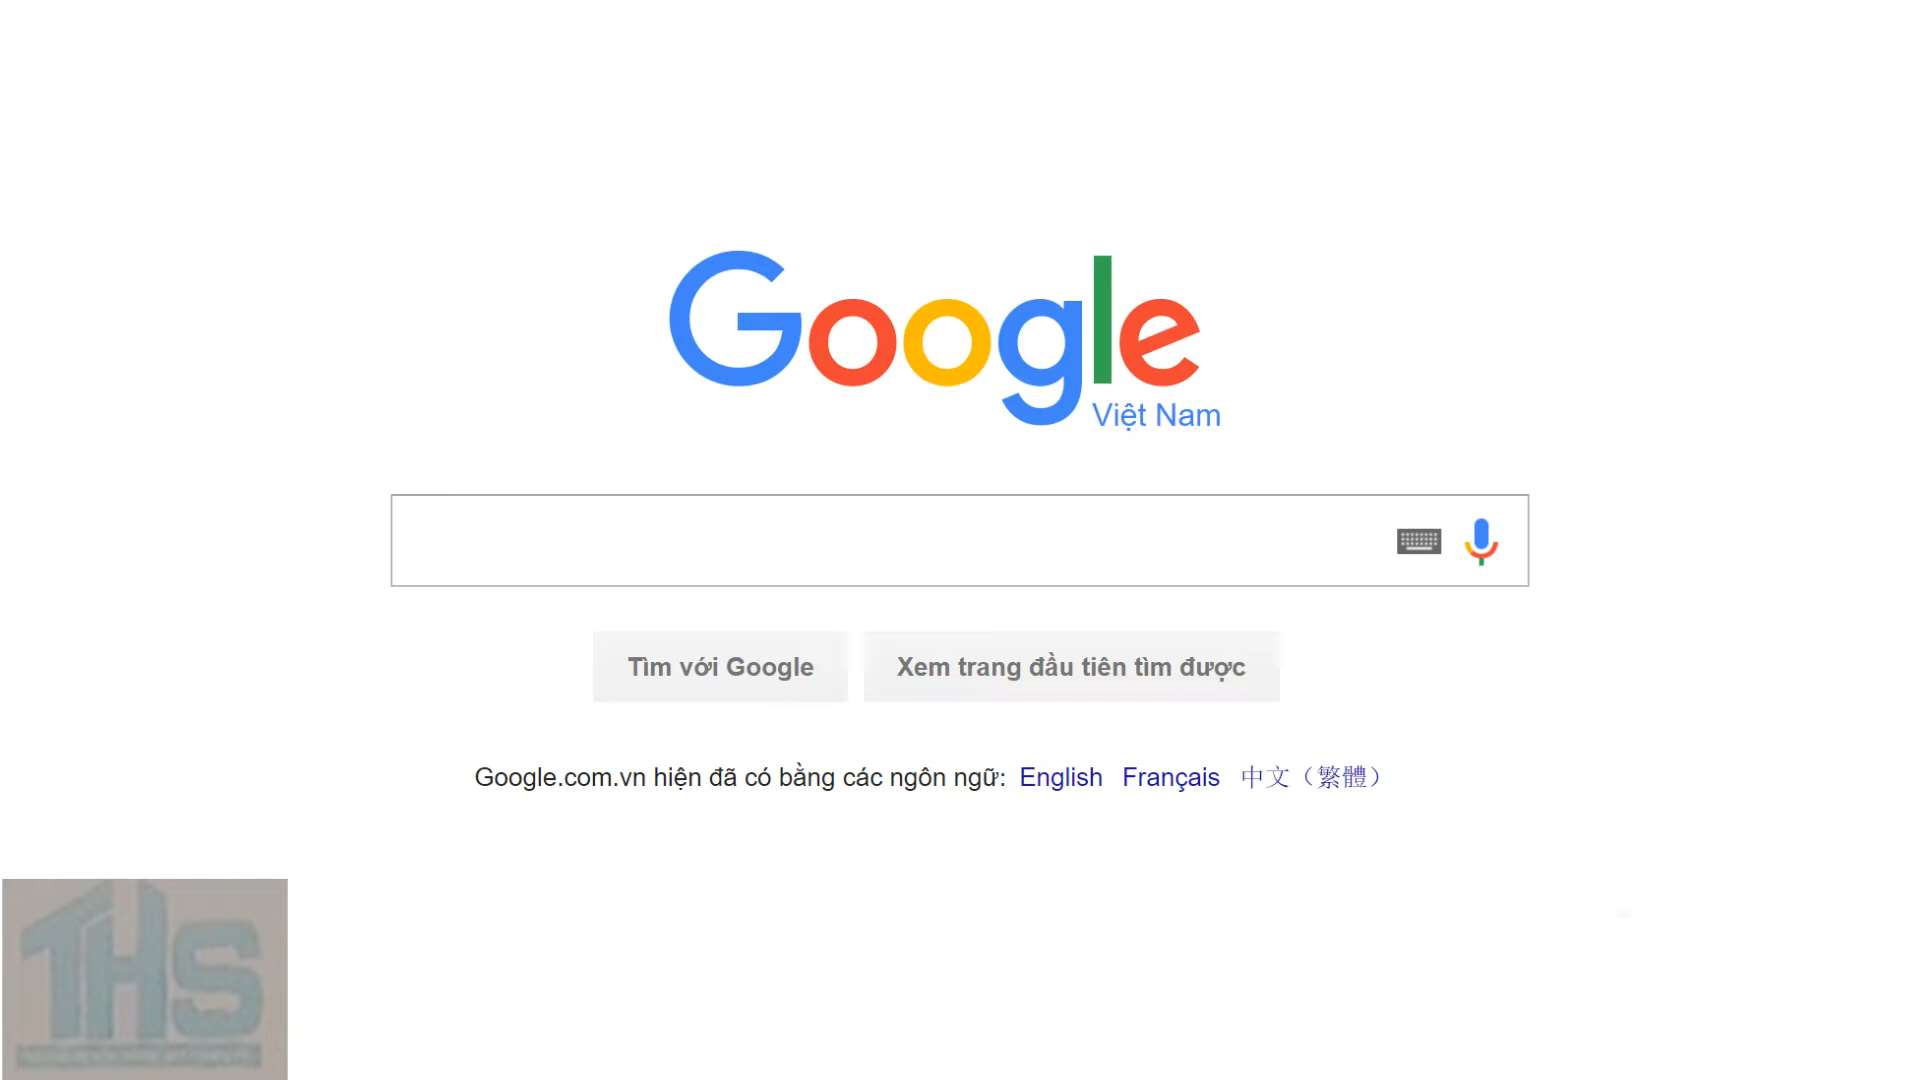 Google
Việt Nam
Tìm với Google
Xem trang đầu tiên tìm được
Google.com.vn hiện đã có bằng các ngôn ngữ: English Français 中文（繁體）
THS